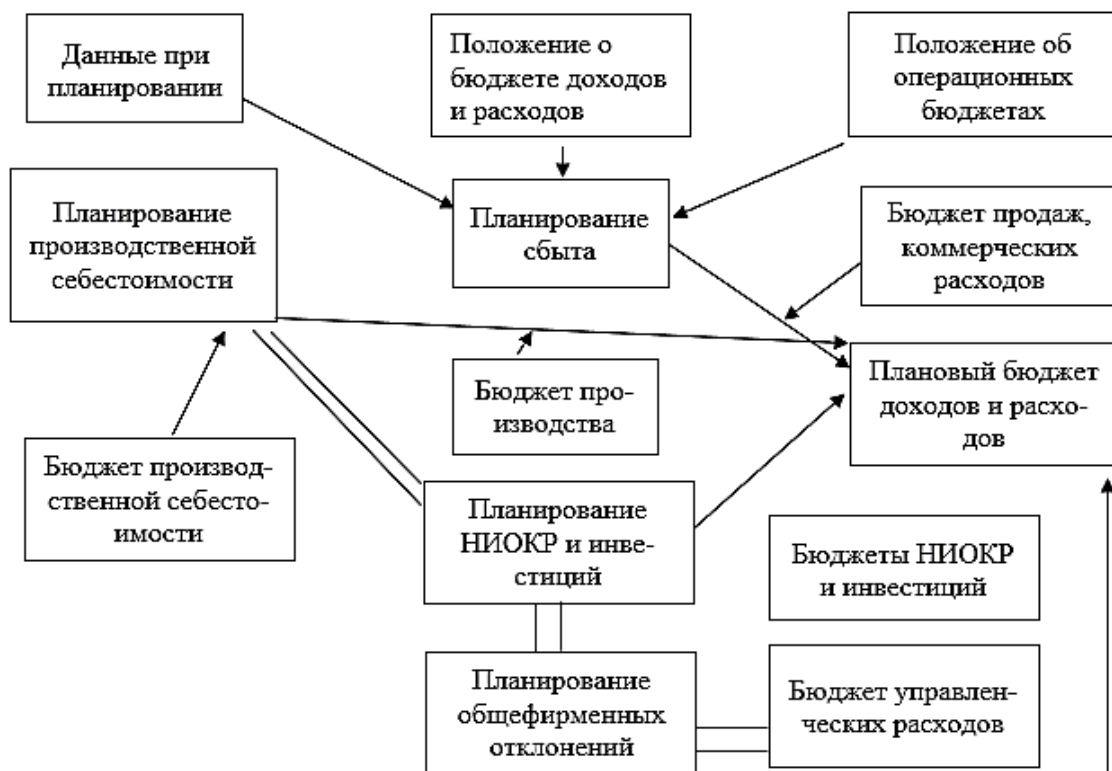 Данные при
планировании
Положение о
бюджете доходов
и расходов
Положение об
операционных
бюджетах
Планирование
производственной
себестоимости
Планирование
сбыта
Бюджет продаж,
коммерческих
расходов
Бюджет про-
изводства
Плановый бюджет
доходов и расхо-
дов
Бюджет производ-
ственной себесто-
имости
Планирование
НИОКР и инве-
стиций
Бюджеты НИОКР
и инвестиций
Планирование
общефирменных
отклонений
Бюджет управлен-
ческих расходов